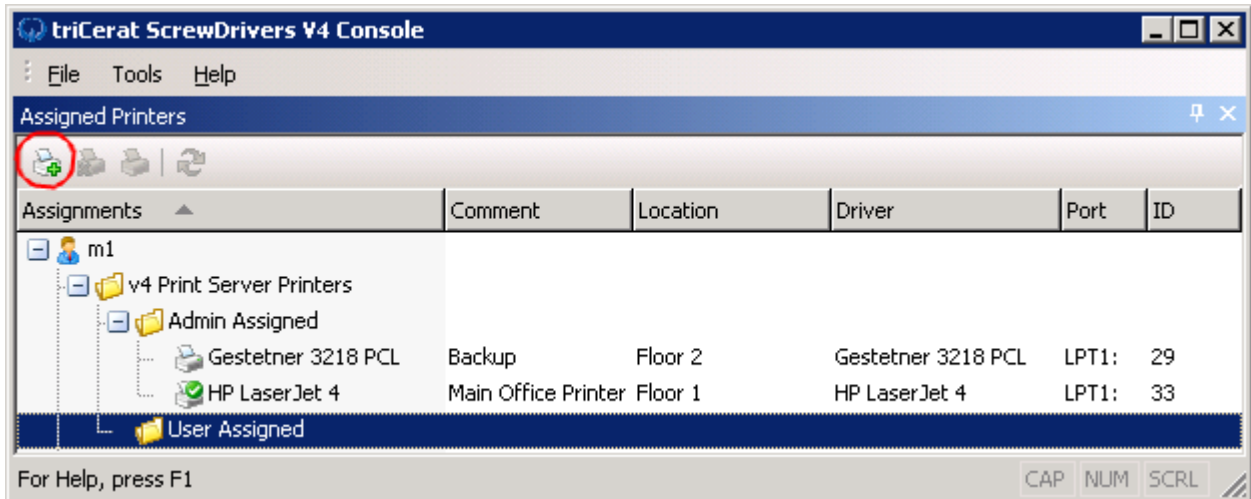 triCerat ScrewDrivers V4 Console
File Tools Help
Assigned Printers
Assignments Comment Location Driver Port ID
m1
v4 Print Server Printers
Admin Assigned
Gestetner 3218 PCL Backup Floor 2 Gestetner 3218 PCL LPT1: 29
HP LaserJet 4 Main Office Printer Floor 1 HP LaserJet 4 LPT1: 33
User Assigned
For Help, press F1 CAP NUM SCRL